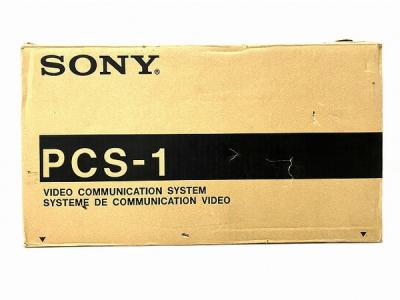 SONY®
PCS-1
VIDEO COMMUNICATION SYSTEM
SYSTEME DE COMMUNICATION VIDEO